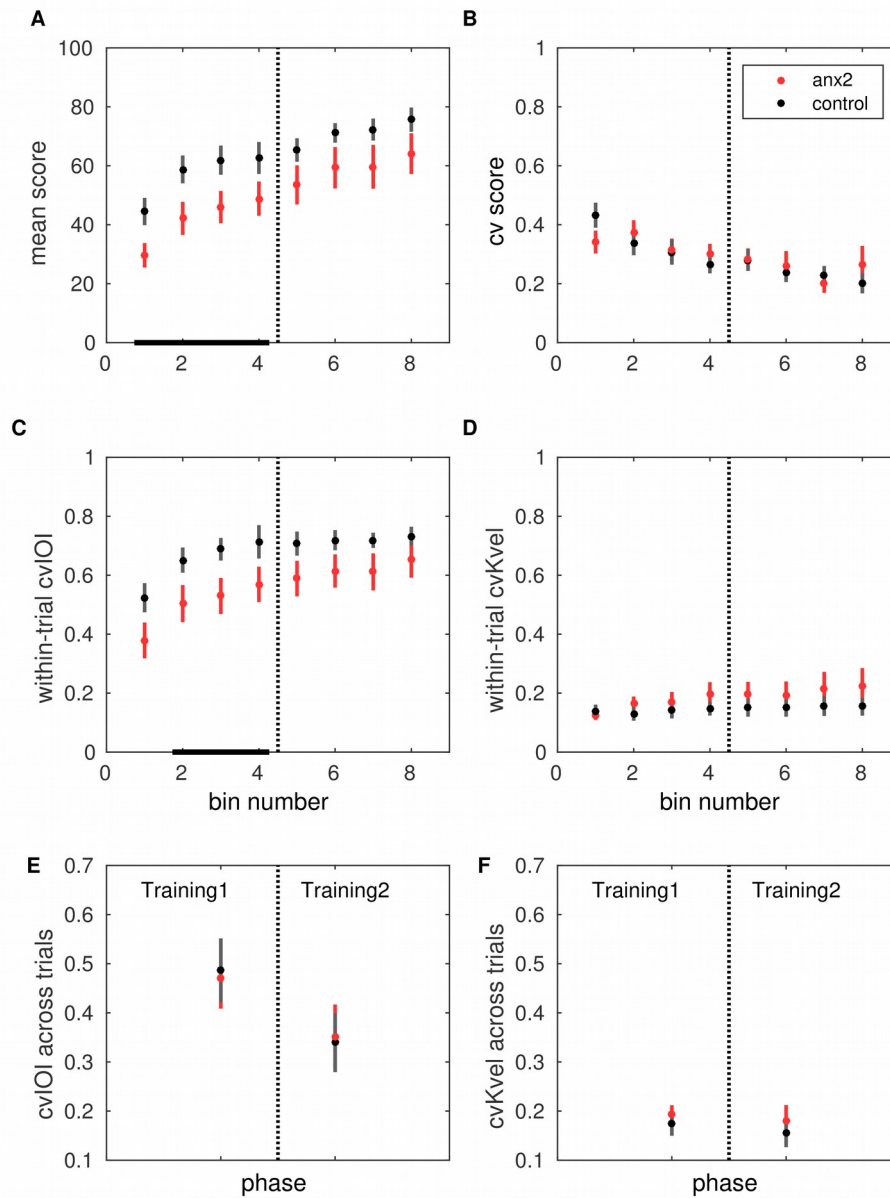 A
B
100
80
60
40
20
0
mean score
0 2 4 6 8
1
0.8
0.6
0.4
0.2
0
cv score
anx2
control
0 2 4 6 8
C
D
1
0.8
0.6
0.4
0.2
0
within-trial cvIOI
0 2 4 6 8
bin number
1
0.8
0.6
0.4
0.2
0
within-trial cvKvel
0 2 4 6 8
bin number
E
F
0.7
0.6
0.5
0.4
0.3
0.2
0.1
cvIOI across trials
Training1 Training2
phase
0.7
0.6
0.5
0.4
0.3
0.2
0.1
cvKvel across trials
Training1 Training2
phase